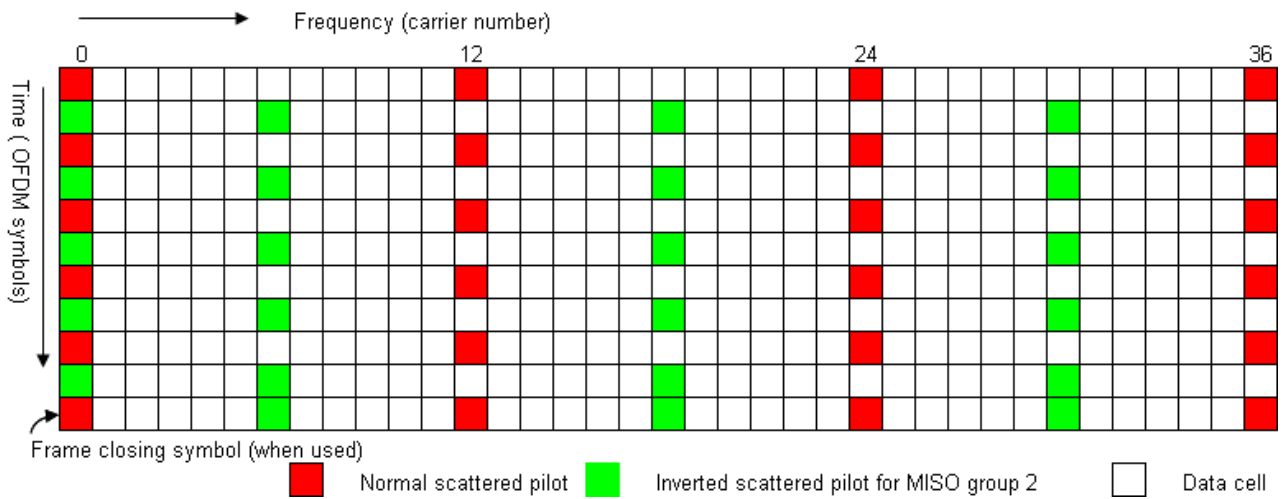 Frequency (carrier number)
0 12 24 36
Time ( OFDM symbols)
Frame closing symbol (when used)
Normal scattered pilot
Inverted scattered pilot for MISO group 2
Data cell